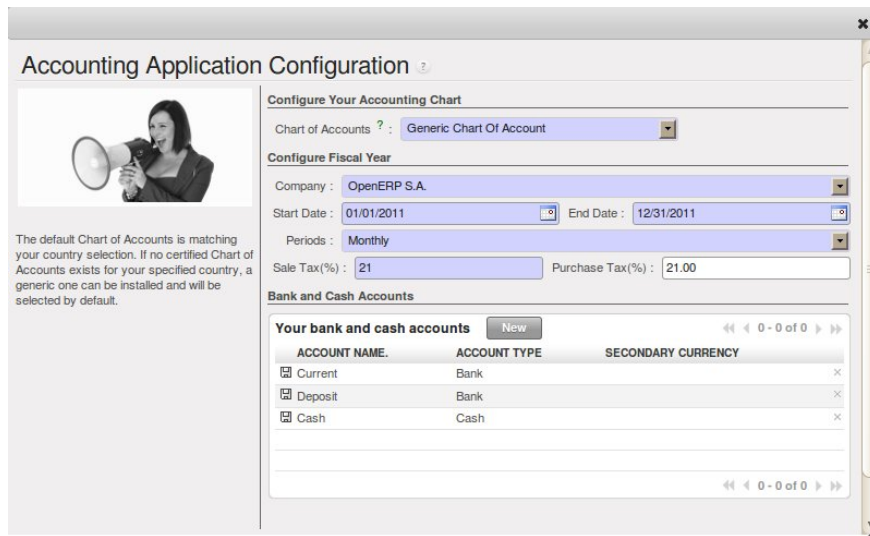 Accounting Application Configuration ?
Configure Your Accounting Chart
Chart of Accounts ? : Generic Chart Of Account
Configure Fiscal Year
Company : OpenERP S.A.
Start Date : 01/01/2011 End Date : 12/31/2011
Periods : Monthly
Sale Tax(%) : 21 Purchase Tax(%) : 21.00
The default Chart of Accounts is matching
your country selection. If no certified Chart of
Accounts exists for your specified country, a
generic one can be installed and will be
selected by default.
Bank and Cash Accounts
Your bank and cash accounts New 0 - 0 of 0
ACCOUNT NAME. ACCOUNT TYPE SECONDARY CURRENCY
Current Bank
Deposit Bank
Cash Cash
0 - 0 of 0